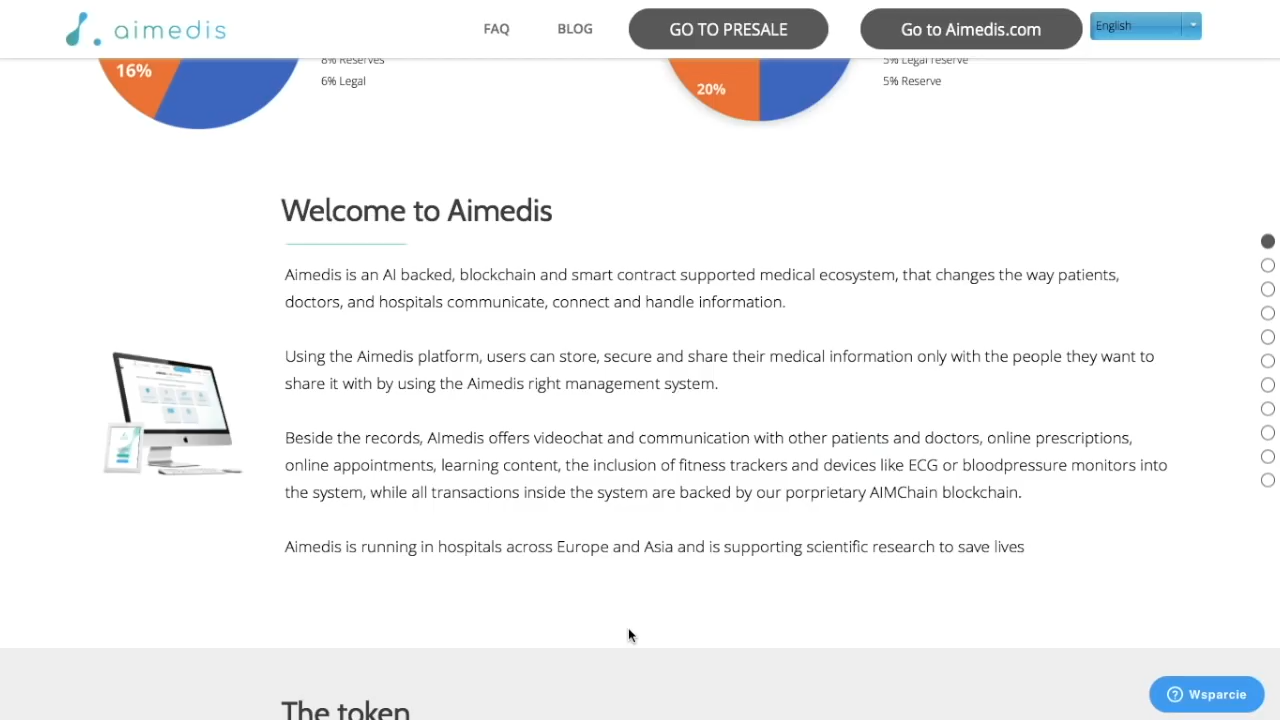 aimedis
FAQ
BLOG
GO TO PRESALE
Go to Aimedis.com
English
16%
8% Reserves
6% Legal
20%
5% Legal reserve
5% Reserve
Welcome to Aimedis
Aimedis is an AI backed, blockchain and smart contract supported medical ecosystem, that changes the way patients,
doctors, and hospitals communicate, connect and handle information.
Using the Aimedis platform, users can store, secure and share their medical information only with the people they want to
share it with by using the Aimedis right management system.
Beside the records, AImedis offers videochat and communication with other patients and doctors, online prescriptions,
online appointments, learning content, the inclusion of fitness trackers and devices like ECG or bloodpressure monitors into
the system, while all transactions inside the system are backed by our porprietary AIMChain blockchain.
Aimedis is running in hospitals across Europe and Asia and is supporting scientific research to save lives
The token
Wsparcie